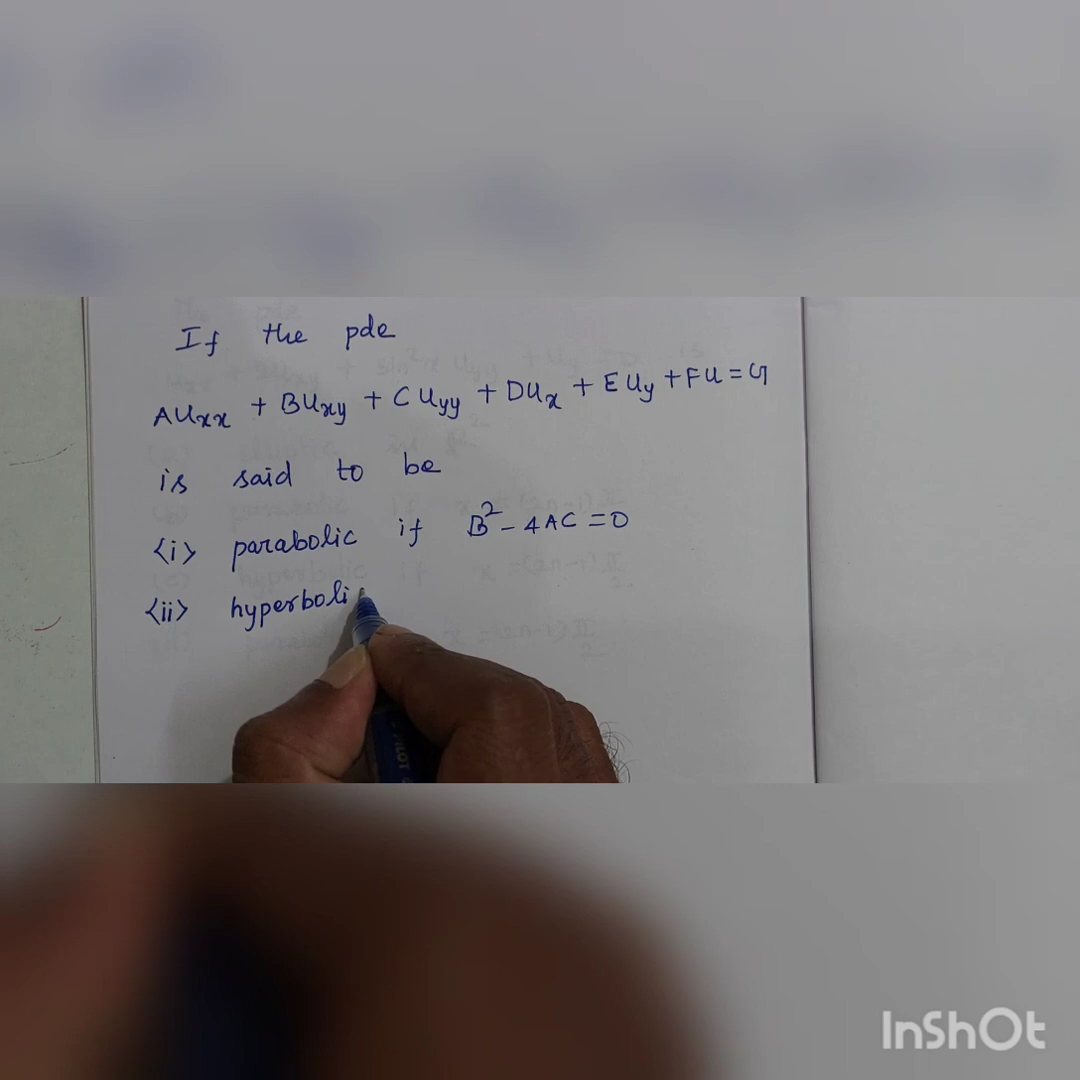 If the pde
AUxx + BUxy + CUyy + DUx + EUy + FU = G
is said to be
<i> parabolic if B² - 4AC = 0
<ii> hyperboli
PILOT
InShOt